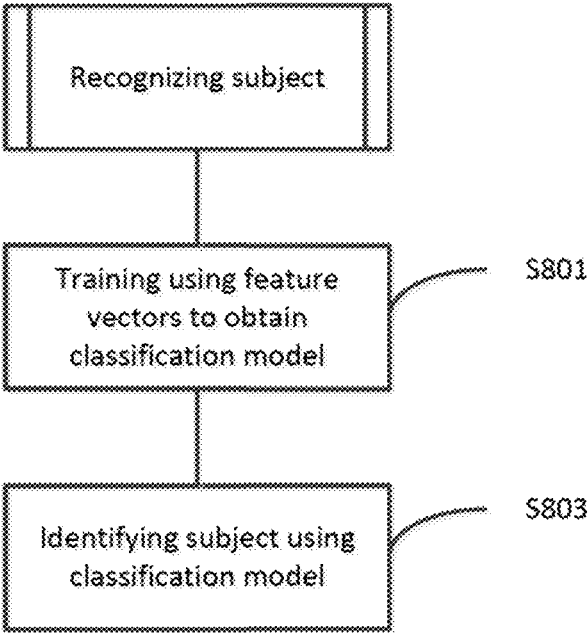 Recognizing subject
Training using feature
vectors to obtain
classification model
S801
Identifying subject using
classification model
S803